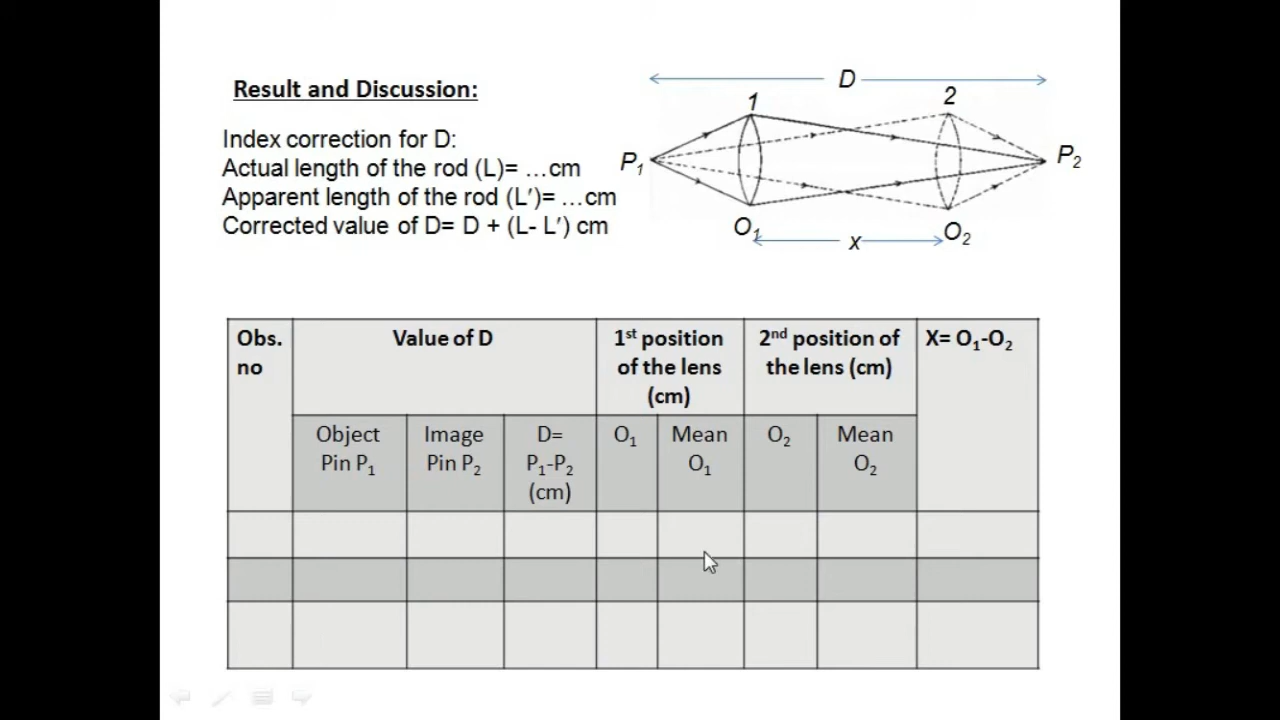 Result and Discussion:
Index correction for D:
Actual length of the rod (L)= ...cm
Apparent length of the rod (L′)= ...cm
Corrected value of D= D + (L- L′) cm
D
1
2
P₁
P₂
O₁
O₂
x
Obs. no
Value of D
1ˢᵗ position of the lens (cm)
2ⁿᵈ position of the lens (cm)
X= O₁-O₂
Object Pin P₁
Image Pin P₂
D= P₁-P₂ (cm)
O₁
Mean O₁
O₂
Mean O₂